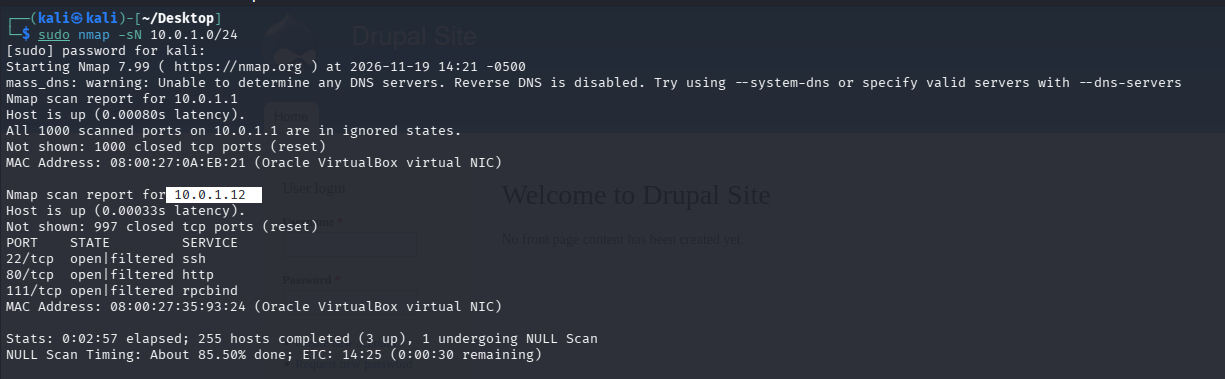 ┌──(kali㉿kali)-[~/Desktop]
└─$ sudo nmap -sN 10.0.1.0/24
[sudo] password for kali:
Starting Nmap 7.99 ( https://nmap.org ) at 2026-11-19 14:21 -0500
mass_dns: warning: Unable to determine any DNS servers. Reverse DNS is disabled. Try using --system-dns or specify valid servers with --dns-servers
Nmap scan report for 10.0.1.1
Host is up (0.00080s latency).
All 1000 scanned ports on 10.0.1.1 are in ignored states.
Not shown: 1000 closed tcp ports (reset)
MAC Address: 08:00:27:0A:EB:21 (Oracle VirtualBox virtual NIC)
Nmap scan report for 10.0.1.12
Host is up (0.00033s latency).
Not shown: 997 closed tcp ports (reset)
PORT    STATE         SERVICE
22/tcp  open|filtered ssh
80/tcp  open|filtered http
111/tcp open|filtered rpcbind
MAC Address: 08:00:27:35:93:24 (Oracle VirtualBox virtual NIC)
Stats: 0:02:57 elapsed; 255 hosts completed (3 up), 1 undergoing NULL Scan
NULL Scan Timing: About 85.50% done; ETC: 14:25 (0:00:30 remaining)
Drupal Site
Home
User login
Username *
Password *
Request new password
Welcome to Drupal Site
No front page content has been created yet.